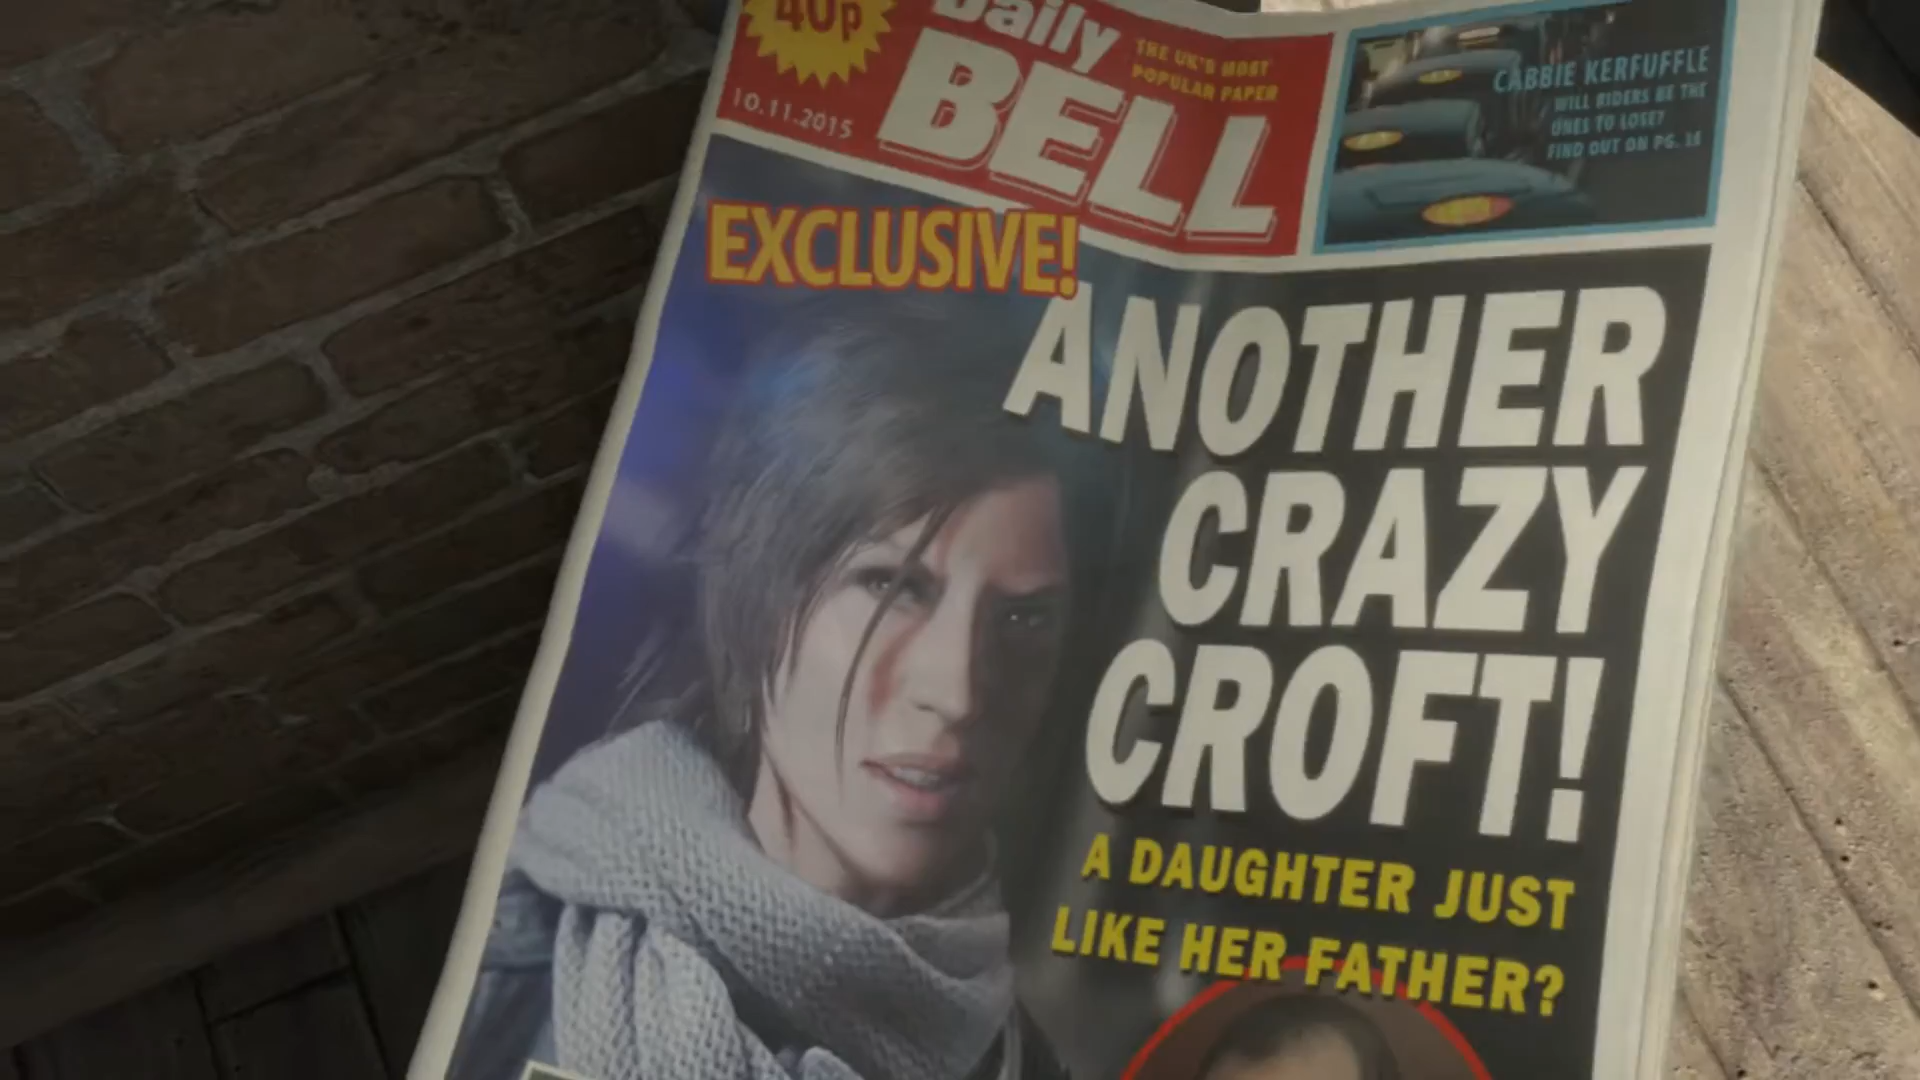 40p
Daily
BELL
THE UK'S MOST
POPULAR PAPER
10.11.2015
CABBIE KERFUFFLE
WILL RIDERS BE THE
ONES TO LOSE?
FIND OUT ON PG. 15
EXCLUSIVE!
ANOTHER
CRAZY
CROFT!
A DAUGHTER JUST
LIKE HER FATHER?